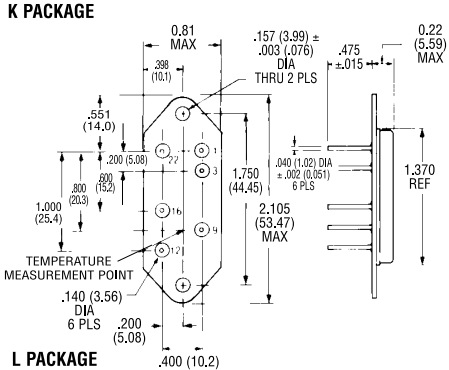 K PACKAGE
0.81
MAX
.398
(10.1)
.157 (3.99) ±
.003 (.076)
DIA
THRU 2 PLS
.475
±.015
0.22
(5.59)
MAX
.551
(14.0)
.200 (5.08)
22
1
3
.600
(15.2)
.800
(20.3)
1.000
(25.4)
16
9
12
1.750
(44.45)
2.105
(53.47)
MAX
.040 (1.02) DIA
± .002 (0.051)
6 PLS
1.370
REF
TEMPERATURE
MEASUREMENT POINT
.140 (3.56)
DIA
6 PLS
.200
(5.08)
.400 (10.2)
L PACKAGE